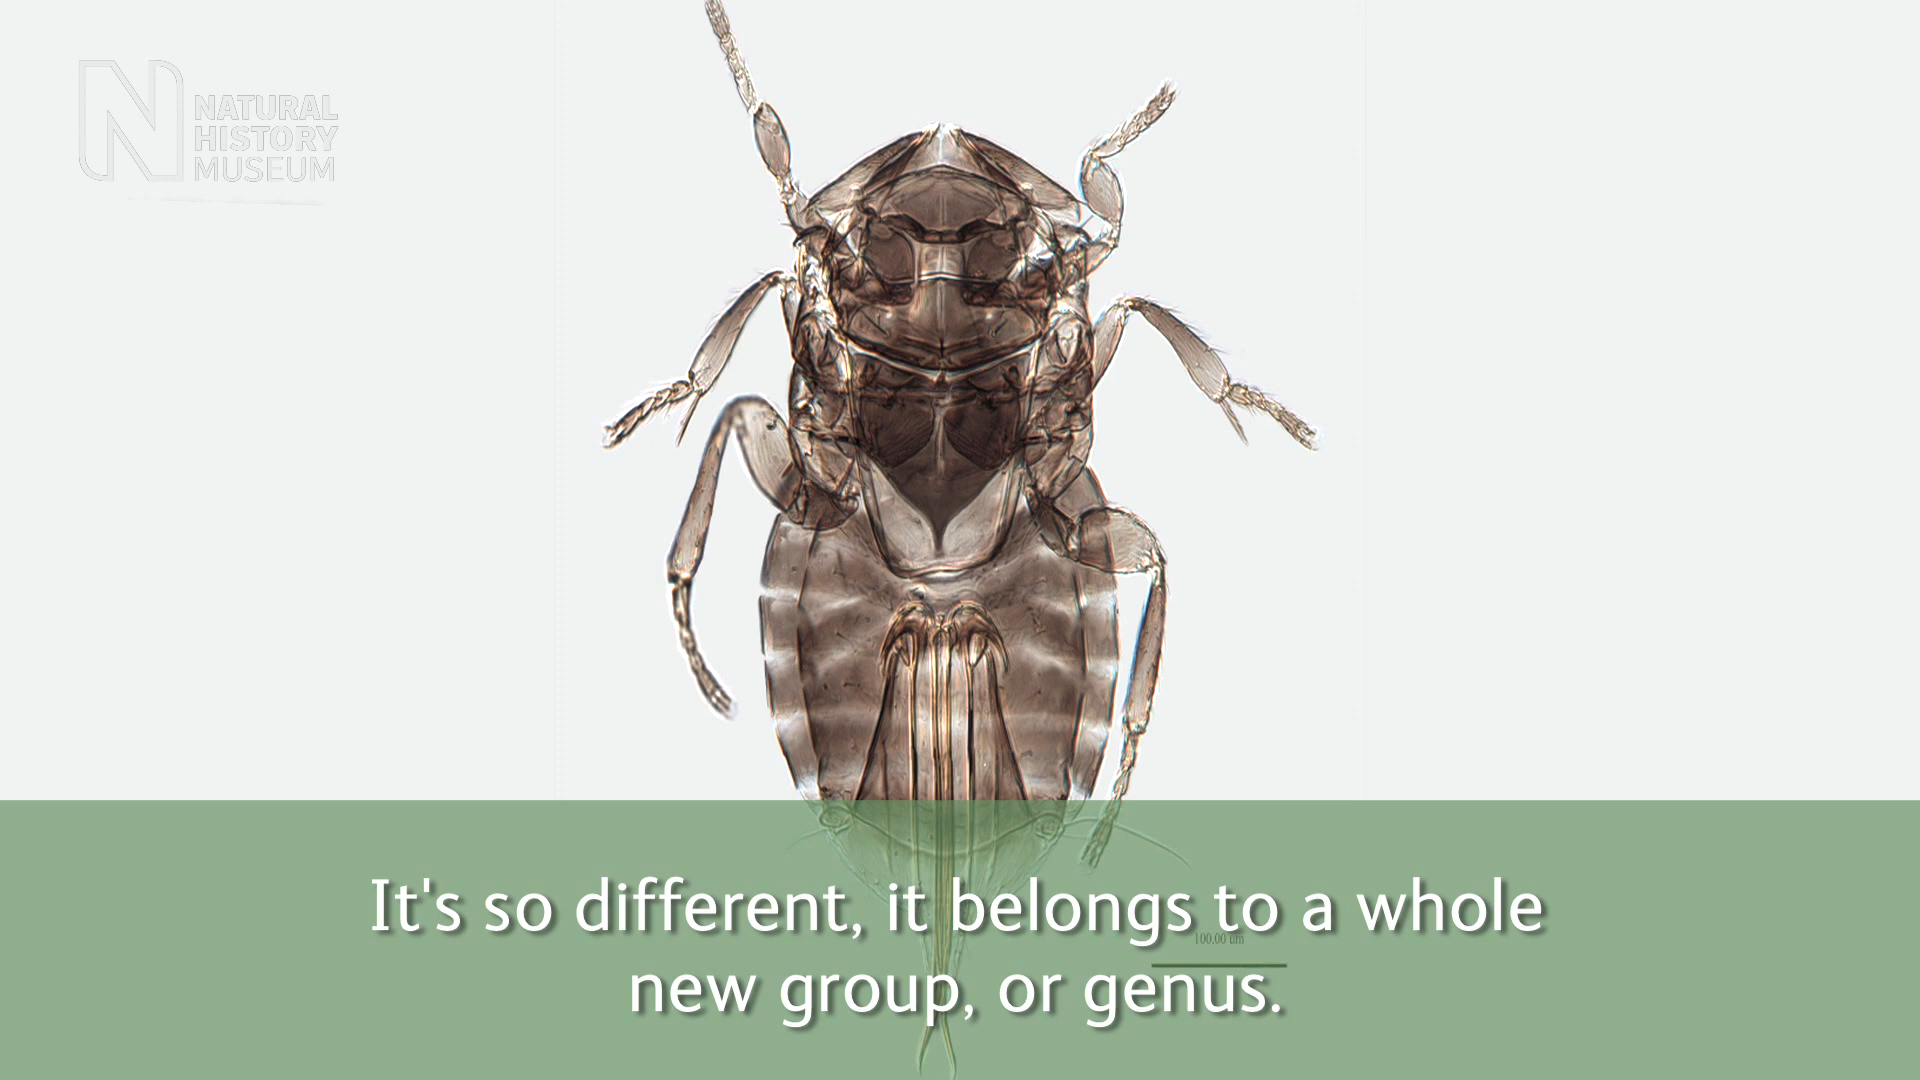 NATURAL
HISTORY
MUSEUM
It's so different, it belongs to a whole
100.00 um
new group, or genus.